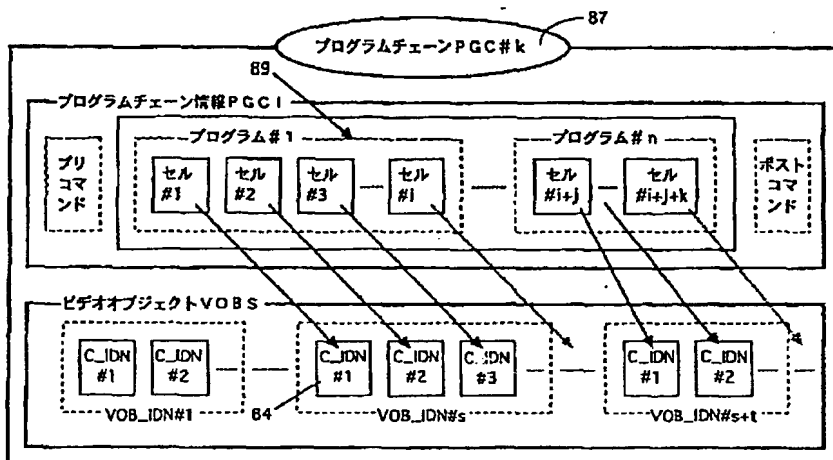 プログラムチェーンPGC#k
87
89
プログラムチェーン情報PGCI
プログラム#1
プログラム#n
プリ
コマ
ンド
セル
#1
セル
#2
セル
#3
セル
#i
セル
#i+j
セル
#i+j+k
ポスト
コマ
ンド
ビデオオブジェクトVOBS
C_IDN
#1
C_IDN
#2
C_IDN
#1
C_IDN
#2
C_IDN
#3
C_IDN
#1
C_IDN
#2
VOB_IDN#1
64
VOB_IDN#s
VOB_IDN#s+t